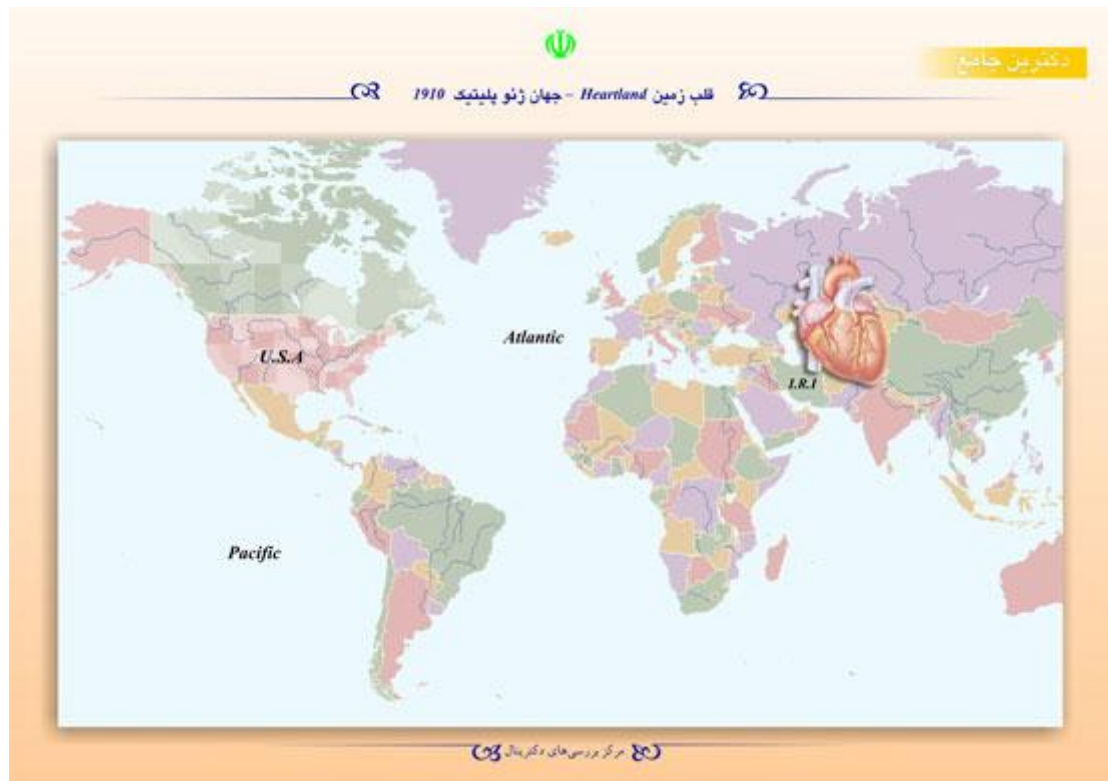 دکترین جامع
قلب زمین Heartland - جهان ژئو پلیتیک 1910
Atlantic
U.S.A
I.R.I
Pacific
مرکز بررسی‌های دکترینال